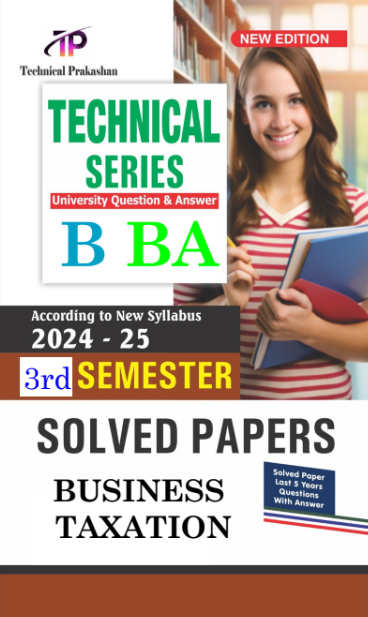 TP
Technical Prakashan
NEW EDITION
TECHNICAL
SERIES
University Question & Answer
B BA
According to New Syllabus
2024 - 25
3rd SEMESTER
SOLVED PAPERS
Solved Paper
Last 5 Years
Questions
With Answer
BUSINESS
TAXATION